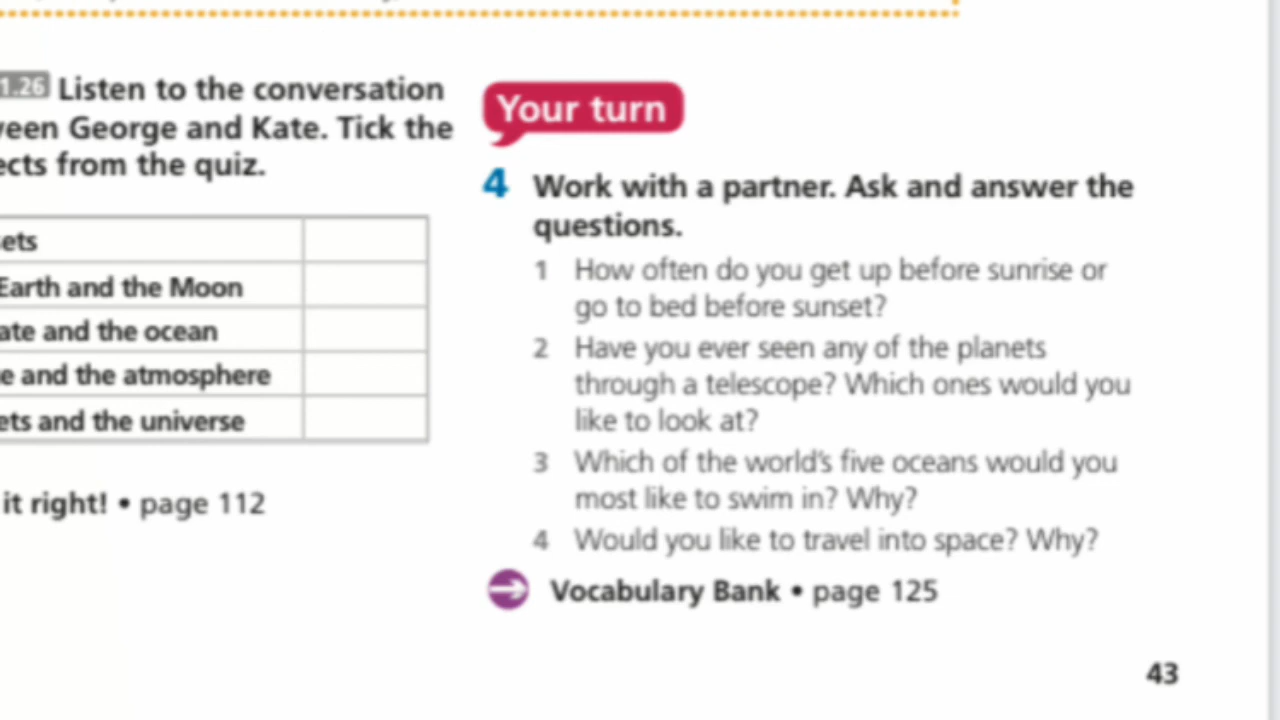 1.26 Listen to the conversation
George and Kate. Tick the
from the quiz.
Earth and the Moon
and the ocean
and the atmosphere
and the universe
it right! • page 112
Your turn
4 Work with a partner. Ask and answer the
questions.
1 How often do you get up before sunrise or
go to bed before sunset?
2 Have you ever seen any of the planets
through a telescope? Which ones would you
like to look at?
3 Which of the world's five oceans would you
most like to swim in? Why?
4 Would you like to travel into space? Why?
Vocabulary Bank • page 125
43